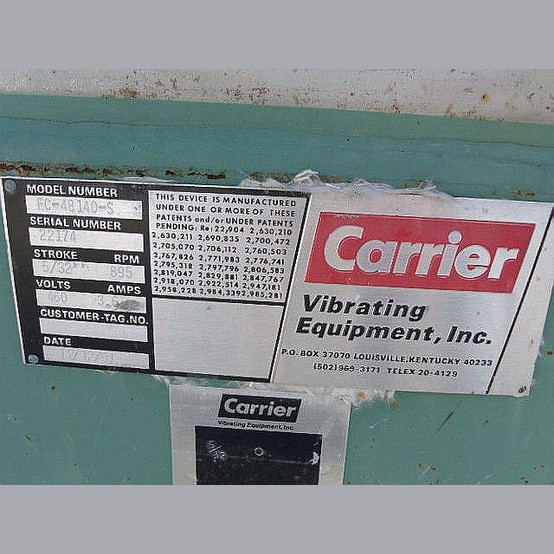 MODEL NUMBER
FC-48140-S
SERIAL NUMBER
22174
STROKE RPM
5/32" 895
VOLTS AMPS
460
CUSTOMER-TAG.NO.
DATE
THIS DEVICE IS MANUFACTURED
UNDER ONE OR MORE OF THESE
PATENTS and/or UNDER PATENTS
PENDING: Re: 22,904 2,630,210
2,630,211 2,690,835 2,700,472
2,705,070 2,706,112 2,760,503
2,767,826 2,771,983 2,776,741
2,795,318 2,797,796 2,806,583
2,819,047 2,829,881 2,847,767
2,918,070 2,922,514 2,947,181
2,958,228 2,984,339 2,985,281
Carrier
Vibrating
Equipment, Inc.
P.O. BOX 37070 LOUISVILLE, KENTUCKY 40233
(502) 969-3171 TELEX 20-4129
Carrier
Vibrating Equipment, Inc.
5/32